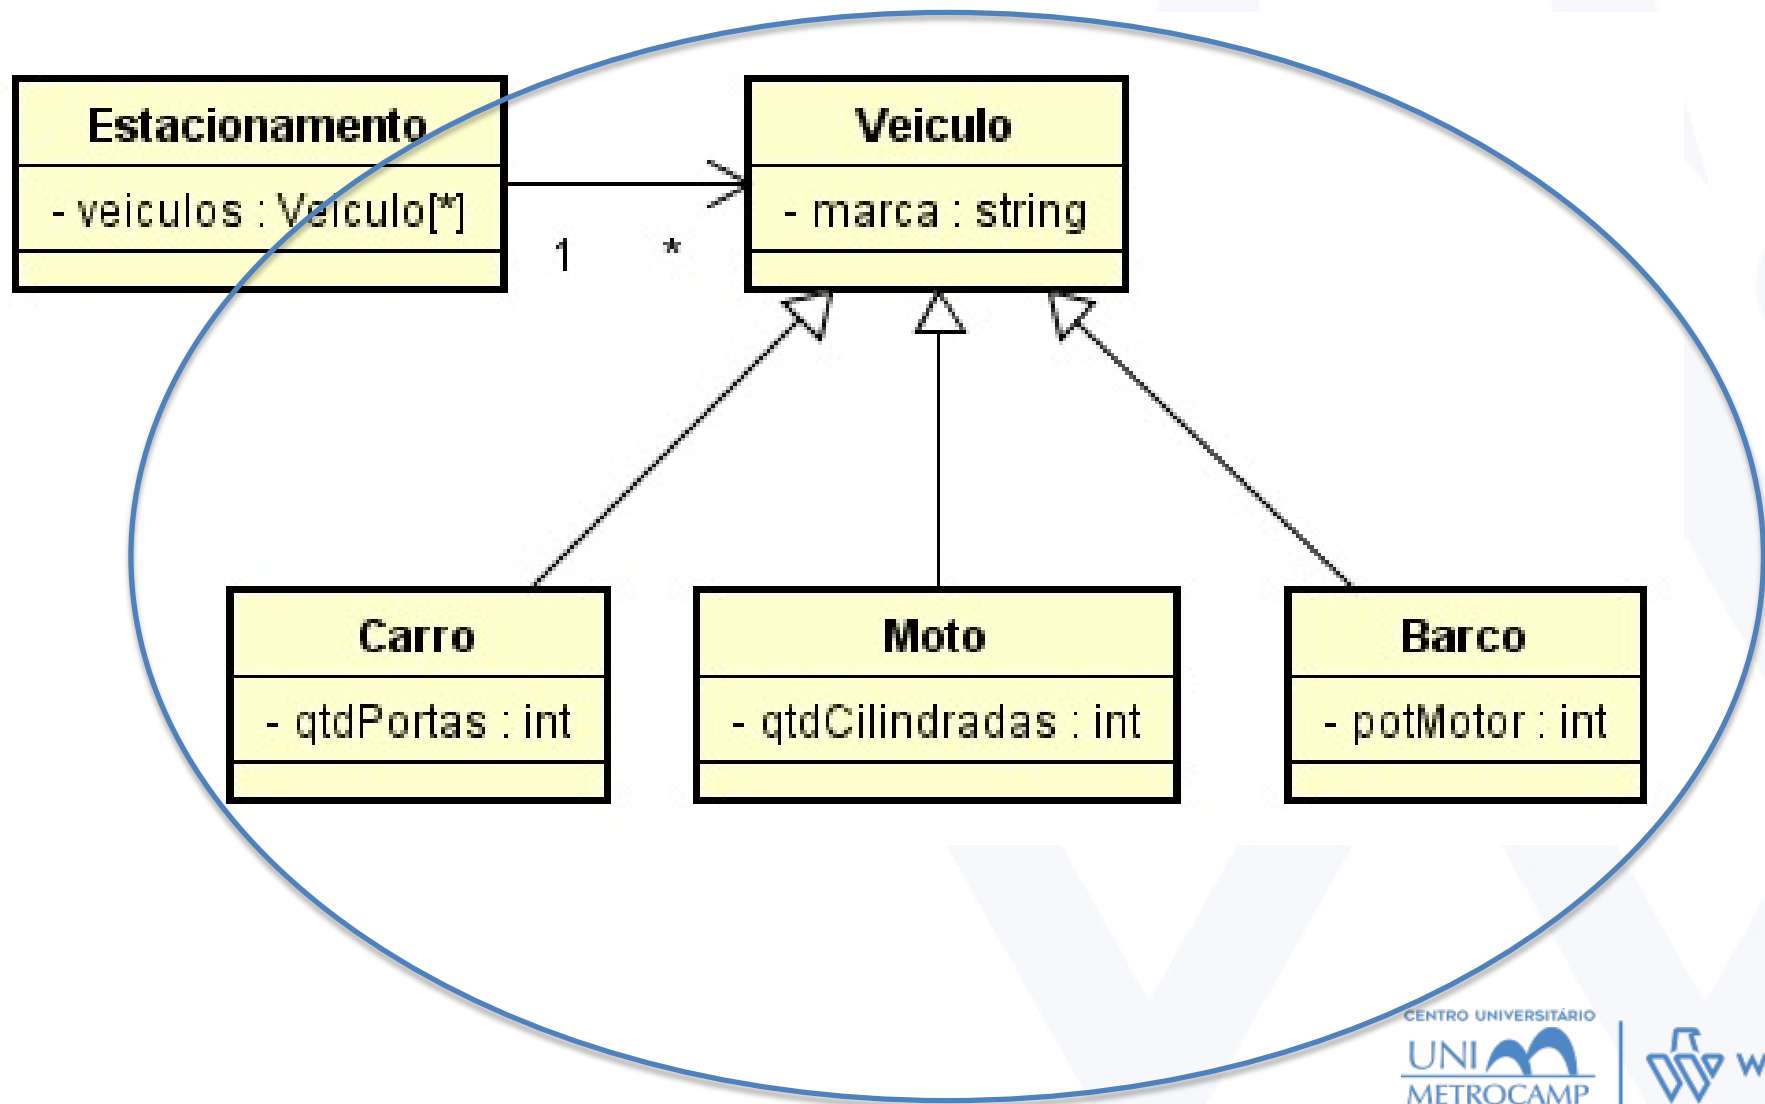 Estacionamento
- veiculos : Veiculo[*]
1
*
Veiculo
- marca : string
Carro
- qtdPortas : int
Moto
- qtdCilindradas : int
Barco
- potMotor : int
CENTRO UNIVERSITÁRIO
UNI
METROCAMP
W